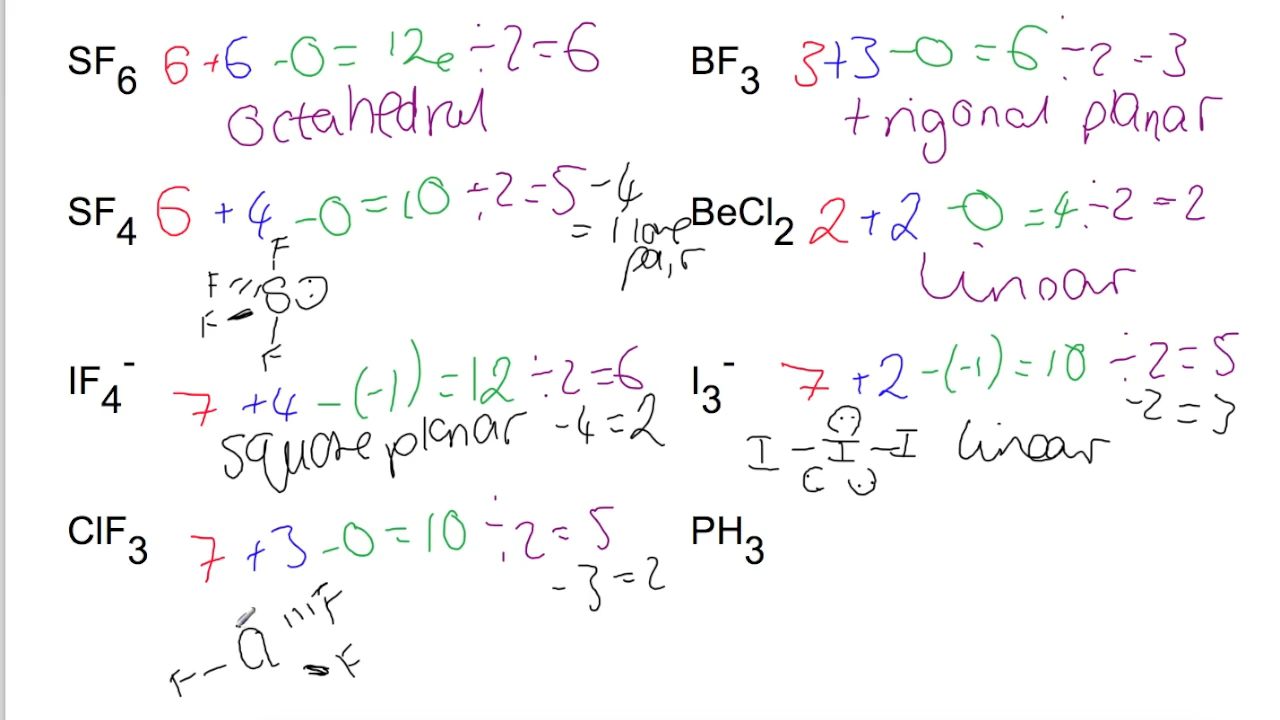 SF6 6 +6 -0 = 12e ÷2 = 6
octahedral
BF3 3+3 -0 = 6 ÷2 = 3
trigonal planar
SF4 6 +4 -0 = 10 ÷2 = 5 -4
= 1 lone
pair
F
F S
F
F
BeCl2 2+2 -0 = 4 ÷2 = 2
linear
IF4- 7 +4 -(-1) = 12 ÷2 = 6
square planar -4 = 2
I3- 7 +2 -(-1) = 10 ÷2 = 5
-2 = 3
I - I - I linear
ClF3 7 +3 -0 = 10 ÷2 = 5
-3 = 2
F
F - Cl
F
PH3